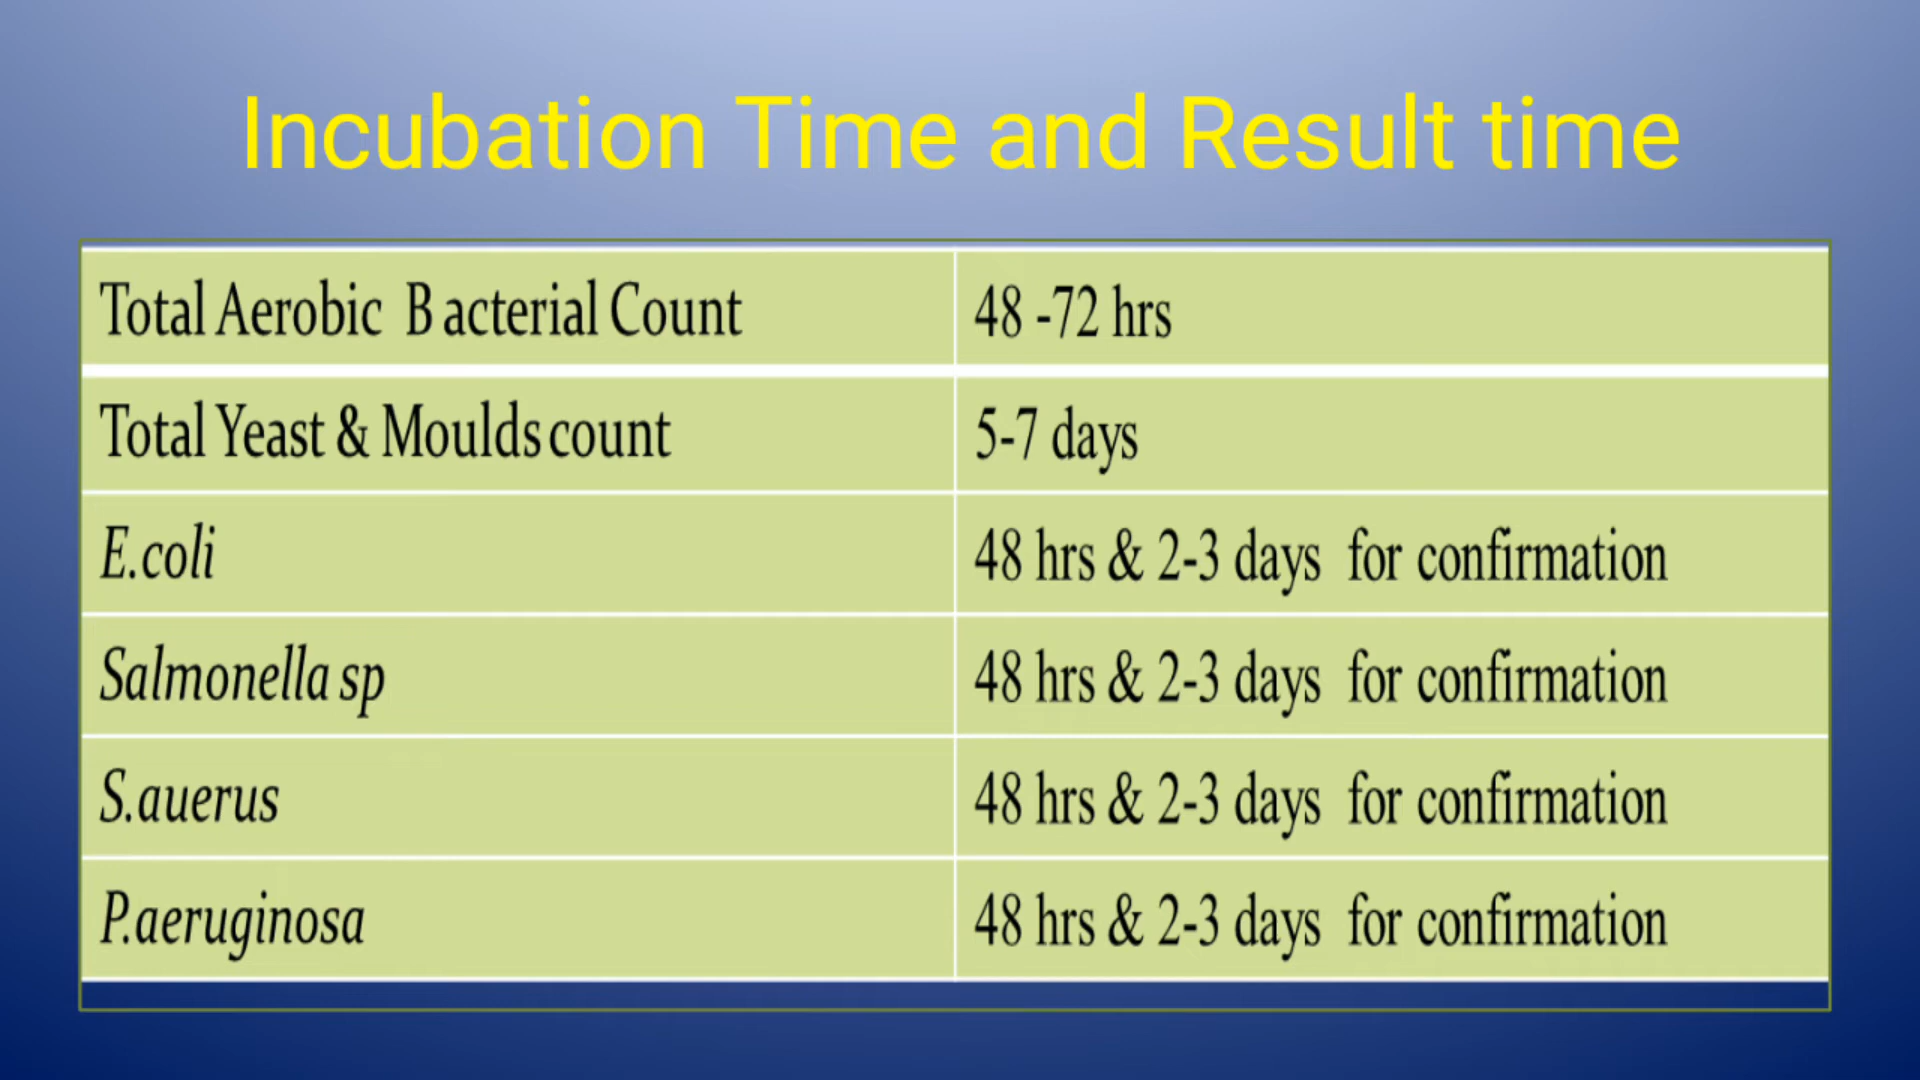 Incubation Time and Result time
Total Aerobic B acterial Count 48 -72 hrs
Total Yeast & Moulds count 5-7 days
E.coli 48 hrs & 2-3 days for confirmation
Salmonella sp 48 hrs & 2-3 days for confirmation
S.auerus 48 hrs & 2-3 days for confirmation
P.aeruginosa 48 hrs & 2-3 days for confirmation